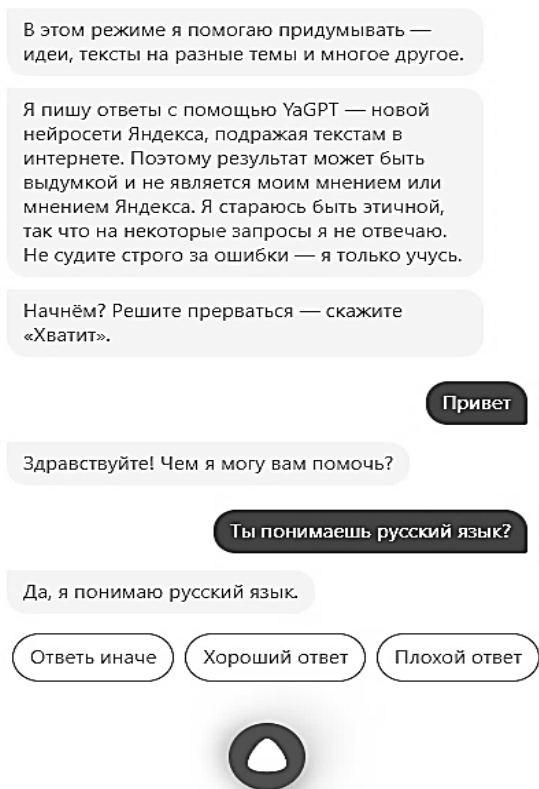 В этом режиме я помогаю придумывать —
идеи, тексты на разные темы и многое другое.
Я пишу ответы с помощью YaGPT — новой
нейросети Яндекса, подражая текстам в
интернете. Поэтому результат может быть
выдумкой и не является моим мнением или
мнением Яндекса. Я стараюсь быть этичной,
так что на некоторые запросы я не отвечаю.
Не судите строго за ошибки — я только учусь.
Начнём? Решите прерваться — скажите
«Хватит».
Привет
Здравствуйте! Чем я могу вам помочь?
Ты понимаешь русский язык?
Да, я понимаю русский язык.
Ответь иначе
Хороший ответ
Плохой ответ